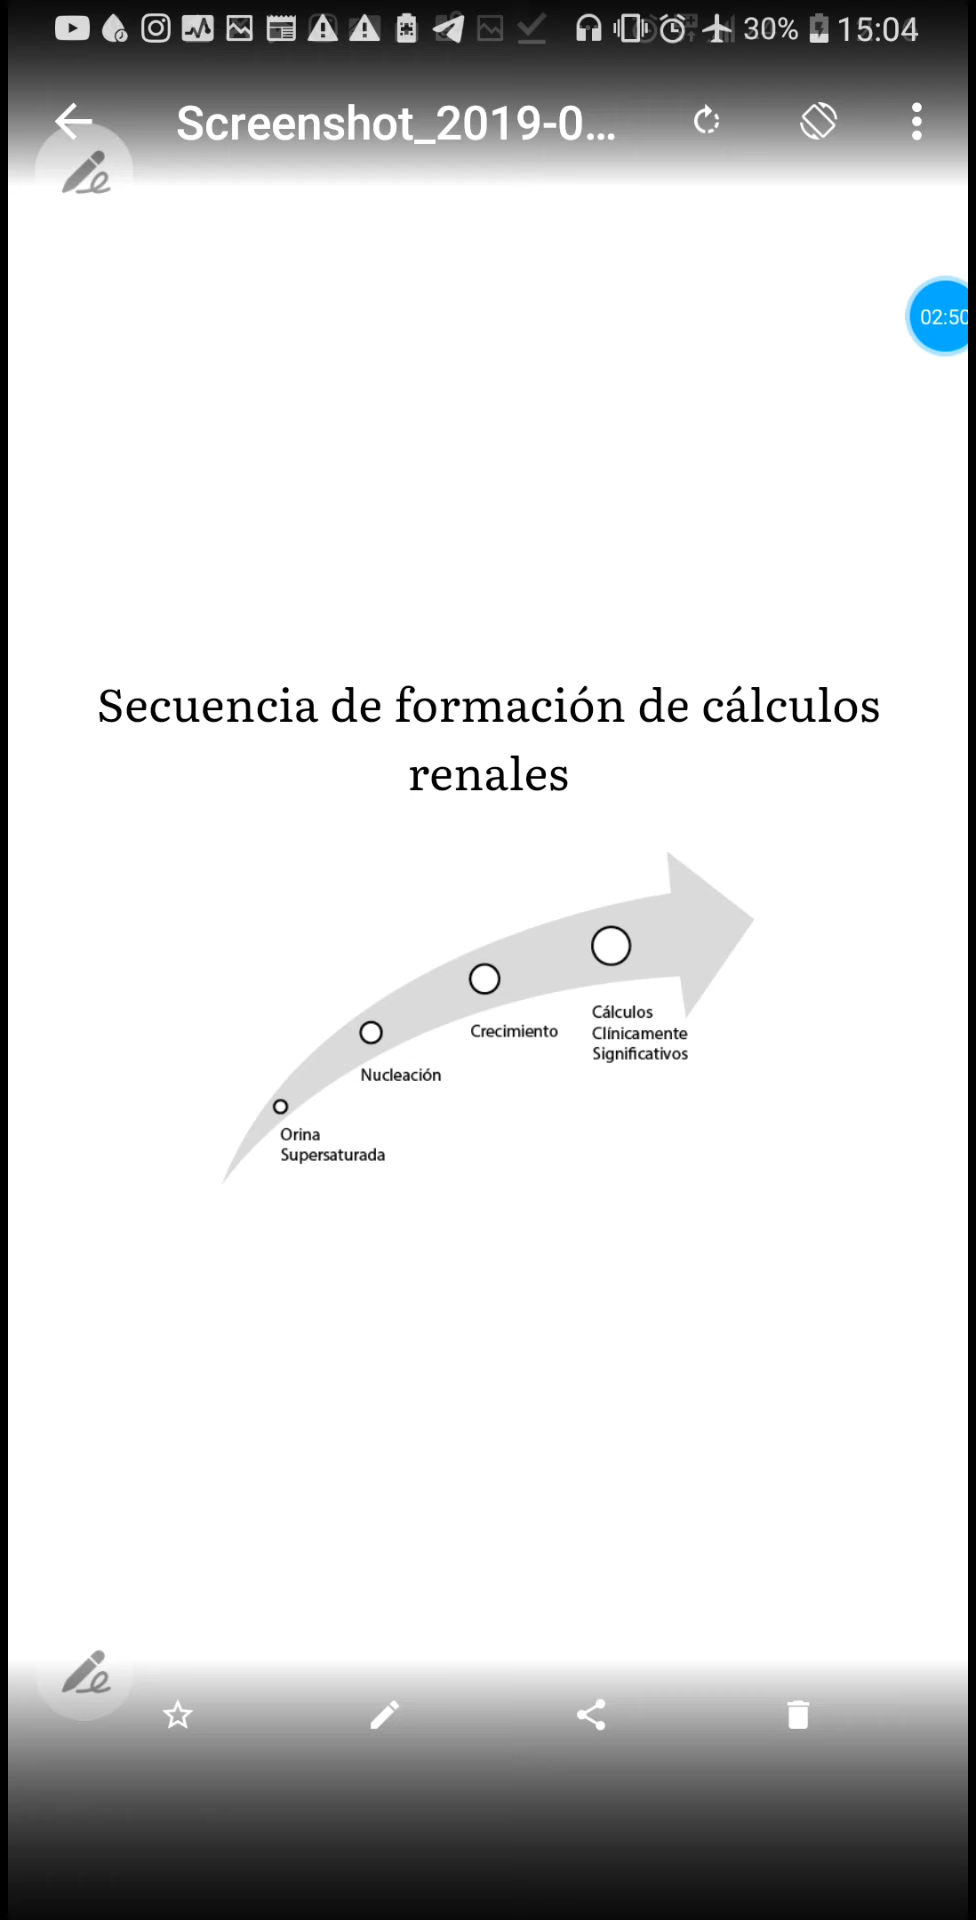 30% 15:04
Screenshot_2019-0...
02:50
Secuencia de formación de cálculos
renales
Cálculos
Clínicamente
Significativos
Crecimiento
Nucleación
Orina
Supersaturada